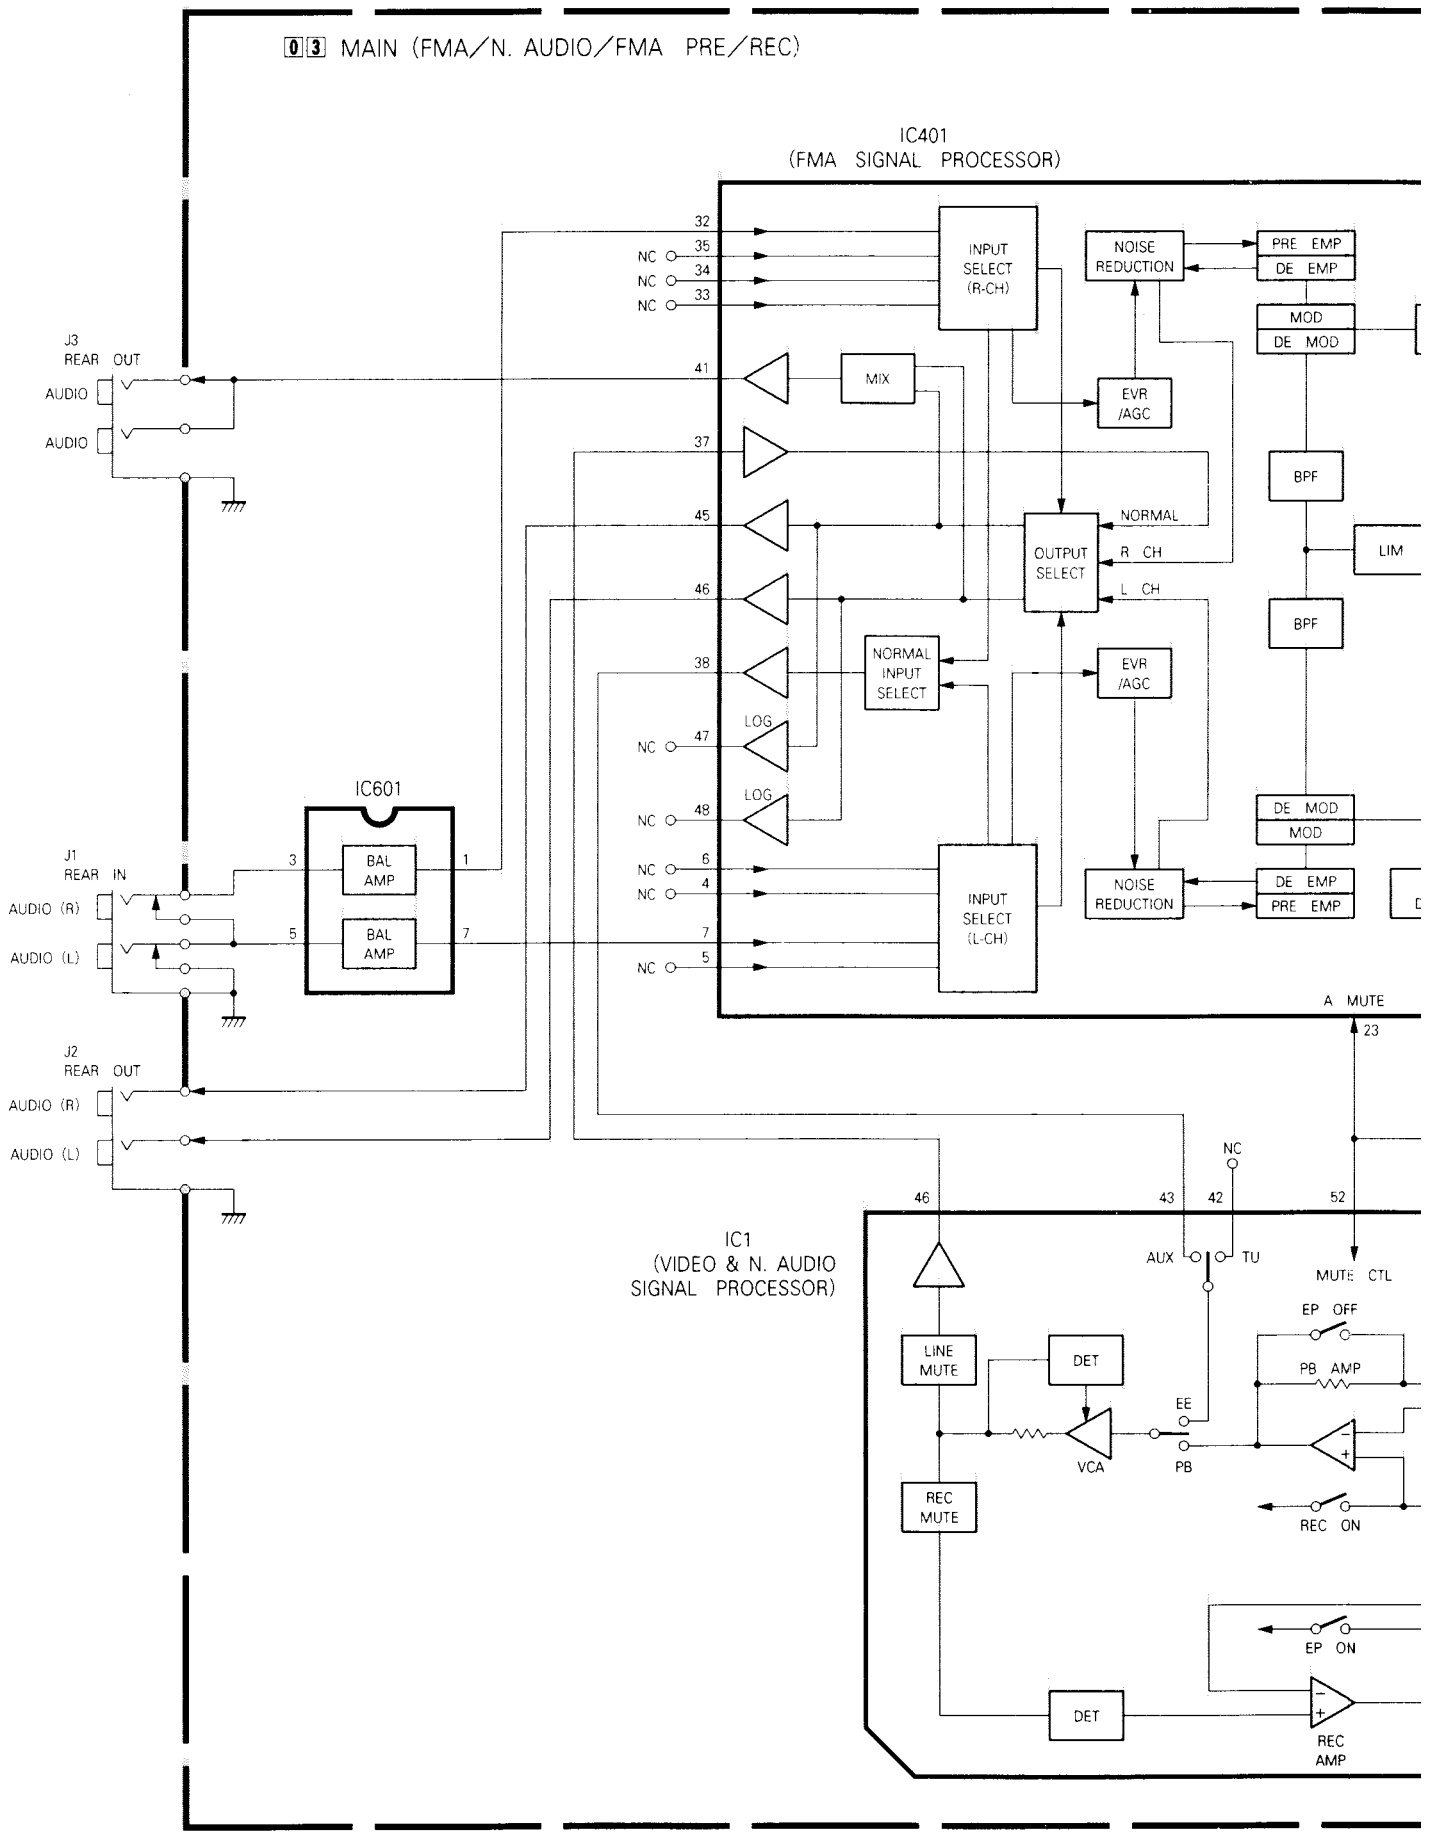 03 MAIN (FMA/N. AUDIO/FMA PRE/REC)
IC401
(FMA SIGNAL PROCESSOR)
32
NC 35
NC 34
NC 33
INPUT
SELECT
(R-CH)
NOISE
REDUCTION
PRE EMP
DE EMP
MOD
DE MOD
J3
REAR OUT
AUDIO
AUDIO
41
MIX
EVR
/AGC
37
BPF
45
NORMAL
R CH
L CH
OUTPUT
SELECT
LIM
46
BPF
38
NORMAL
INPUT
SELECT
EVR
/AGC
LOG
NC 47
LOG
NC 48
DE MOD
MOD
IC601
J1
REAR IN
AUDIO (R)
AUDIO (L)
3
BAL
AMP
1
5
BAL
AMP
7
NC 6
NC 4
7
NC 5
INPUT
SELECT
(L-CH)
NOISE
REDUCTION
DE EMP
PRE EMP
D
A MUTE
23
J2
REAR OUT
AUDIO (R)
AUDIO (L)
NC
46
43
42
52
IC1
(VIDEO & N. AUDIO
SIGNAL PROCESSOR)
AUX
TU
MUTE CTL
EP OFF
LINE
MUTE
DET
PB AMP
EE
VCA
PB
−
+
REC
MUTE
REC ON
EP ON
DET
−
+
REC
AMP